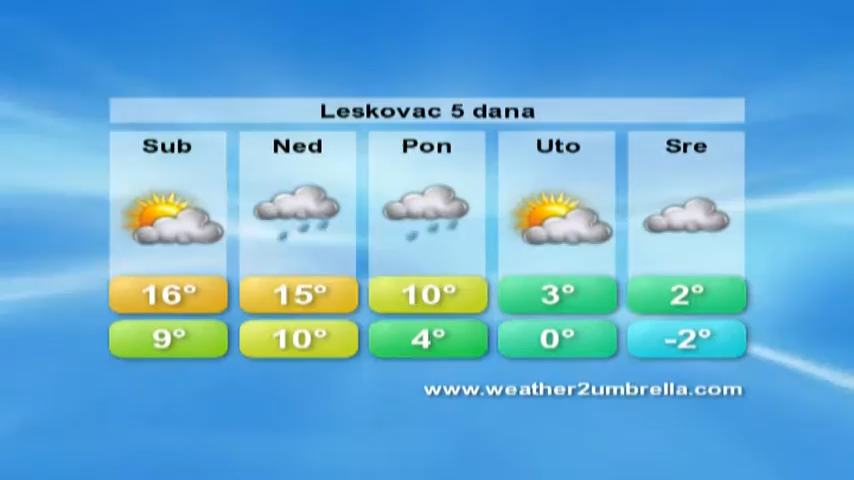 Leskovac 5 dana
Sub Ned Pon Uto Sre
16° 15° 10° 3° 2°
9° 10° 4° 0° -2°
www.weather2umbrella.com